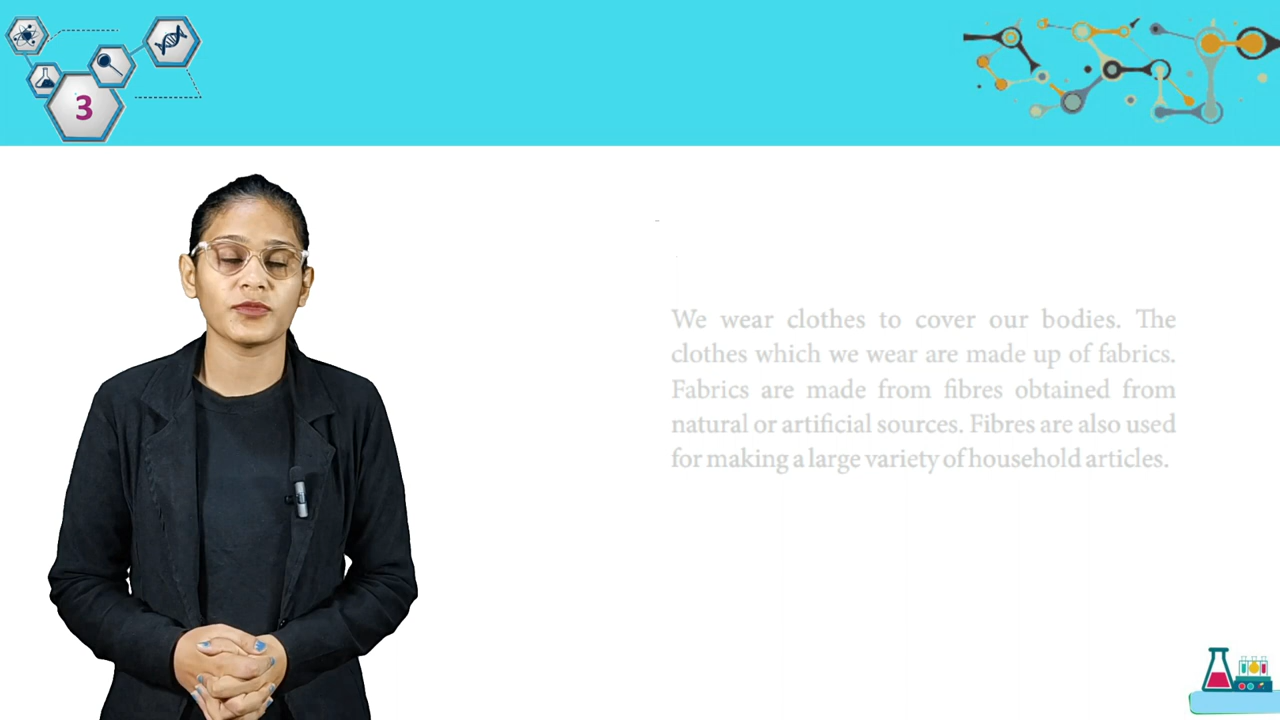 3
We wear clothes to cover our bodies. The
clothes which we wear are made up of fabrics.
Fabrics are made from fibres obtained from
natural or artificial sources. Fibres are also used
for making a large variety of household articles.